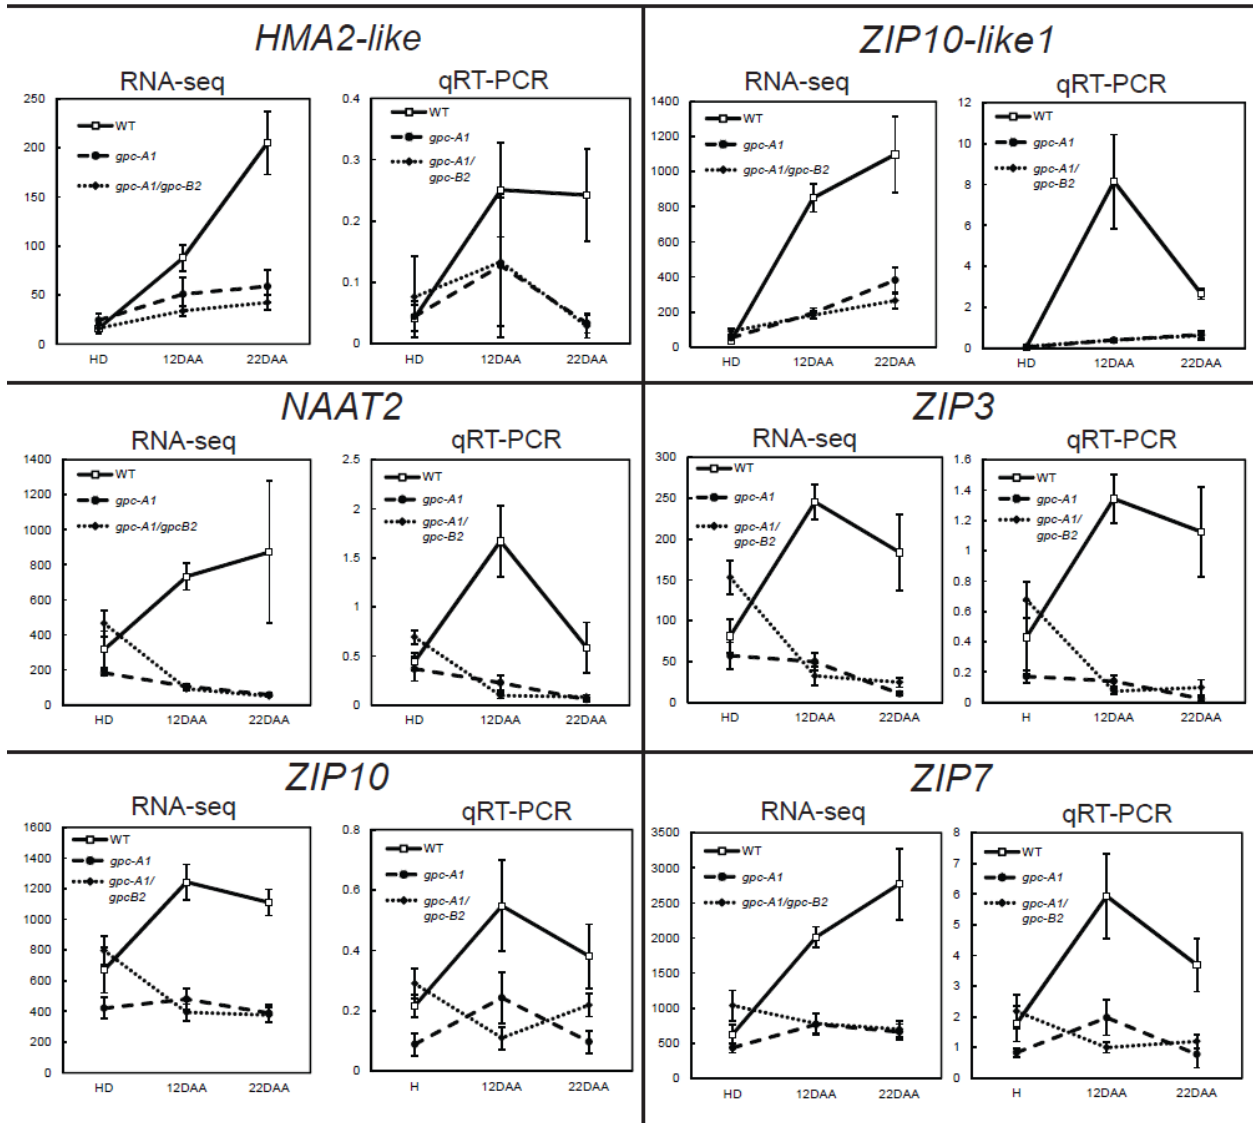 HMA2-like
RNA-seq
250
200
150
100
50
0
WT
gpc-A1
gpc-A1/gpc-B2
HD 12DAA 22DAA
qRT-PCR
0.4
0.3
0.2
0.1
0
WT
gpc-A1
gpc-A1/
gpc-B2
HD 12DAA 22DAA
ZIP10-like1
RNA-seq
1400
1200
1000
800
600
400
200
0
WT
gpc-A1
gpc-A1/gpc-B2
HD 12DAA 22DAA
qRT-PCR
12
10
8
6
4
2
0
WT
gpc-A1
gpc-A1/
gpc-B2
HD 12DAA 22DAA
NAAT2
RNA-seq
1400
1200
1000
800
600
400
200
0
WT
gpc-A1
gpc-A1/gpcB2
HD 12DAA 22DAA
qRT-PCR
2.5
2
1.5
1
0.5
0
WT
gpc-A1
gpc-A1/
gpc-B2
HD 12DAA 22DAA
ZIP3
RNA-seq
300
250
200
150
100
50
0
WT
gpc-A1
gpc-A1/
gpc-B2
HD 12DAA 22DAA
qRT-PCR
1.6
1.4
1.2
1
0.8
0.6
0.4
0.2
0
WT
gpc-A1
gpc-A1/
gpc-B2
H 12DAA 22DAA
ZIP10
RNA-seq
1600
1400
1200
1000
800
600
400
200
0
WT
gpc-A1
gpc-A1/
gpcB2
HD 12DAA 22DAA
qRT-PCR
0.8
0.6
0.4
0.2
0
WT
gpc-A1
gpc-A1/
gpc-B2
H 12DAA 22DAA
ZIP7
RNA-seq
3500
3000
2500
2000
1500
1000
500
0
WT
gpc-A1
gpc-A1/gpc-B2
HD 12DAA 22DAA
qRT-PCR
8
7
6
5
4
3
2
1
0
WT
gpc-A1
gpc-A1/
gpc-B2
H 12DAA 22DAA